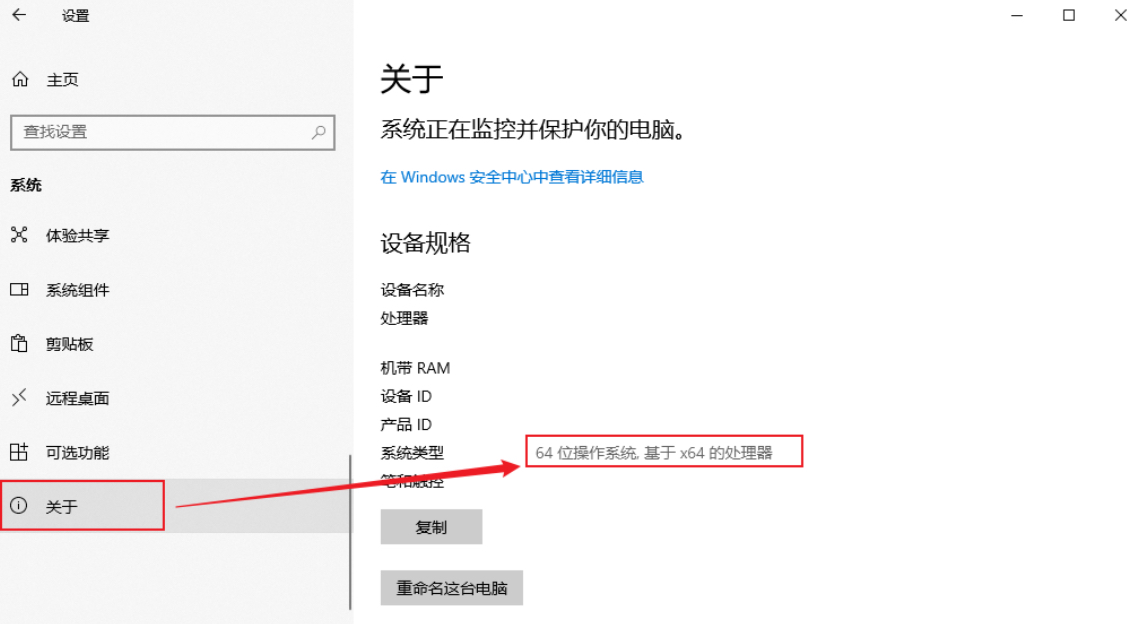 设置
主页
查找设置
系统
体验共享
系统组件
剪贴板
远程桌面
可选功能
关于
关于
系统正在监控并保护你的电脑。
在 Windows 安全中心中查看详细信息
设备规格
设备名称
处理器
机带 RAM
设备 ID
产品 ID
系统类型 64 位操作系统, 基于 x64 的处理器
笔和触控
复制
重命名这台电脑